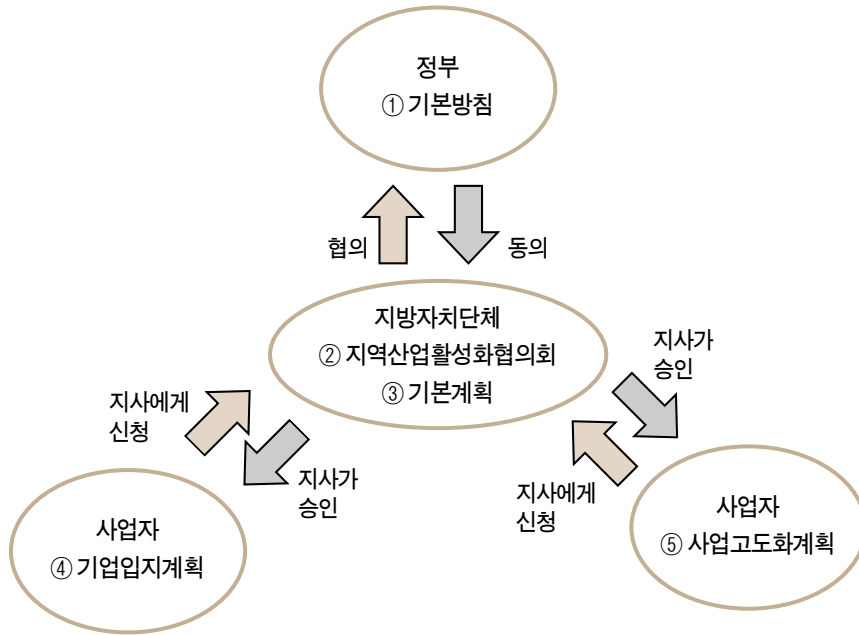 정부
① 기본방침
협의
동의
지방자치단체
② 지역산업활성화협의회
③ 기본계획
지사가
승인
지사에게
신청
지사가
승인
지사에게
신청
사업자
④ 기업입지계획
사업자
⑤ 사업고도화계획